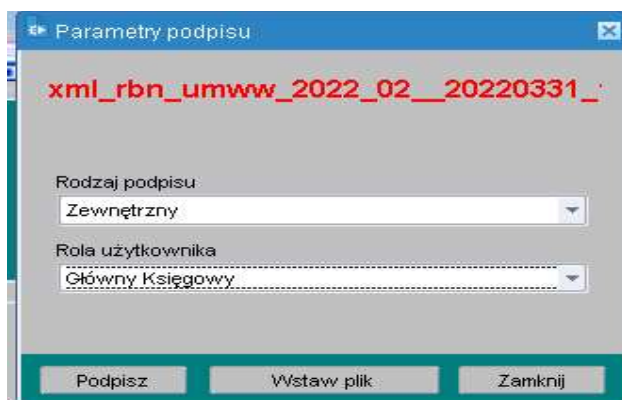 Parametry podpisu
xml_rbn_umww_2022_02__20220331_
Rodzaj podpisu
Zewnętrzny
Rola użytkownika
Główny Księgowy
Podpisz Wstaw plik Zamknij